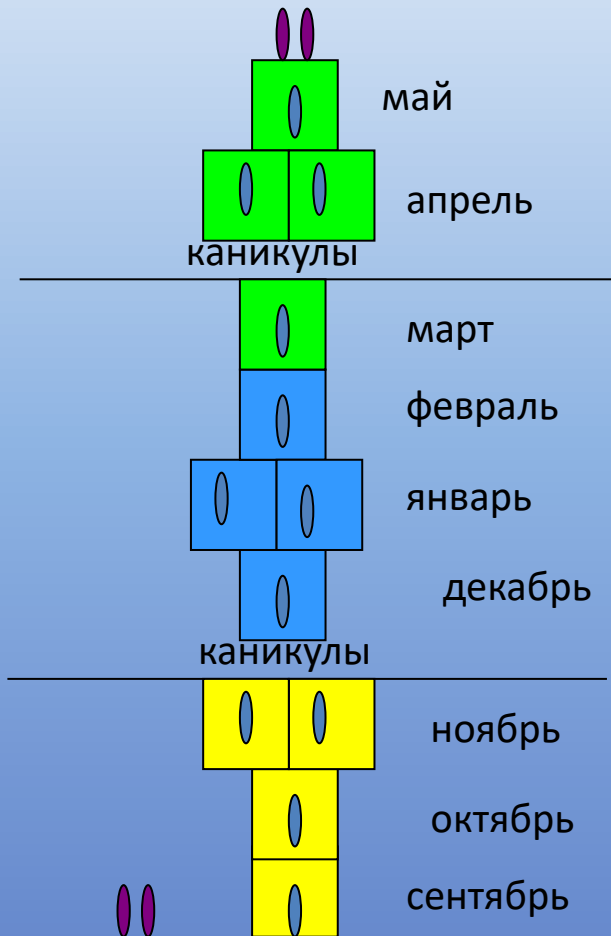 май
апрель
каникулы
март
февраль
январь
декабрь
каникулы
ноябрь
октябрь
сентябрь